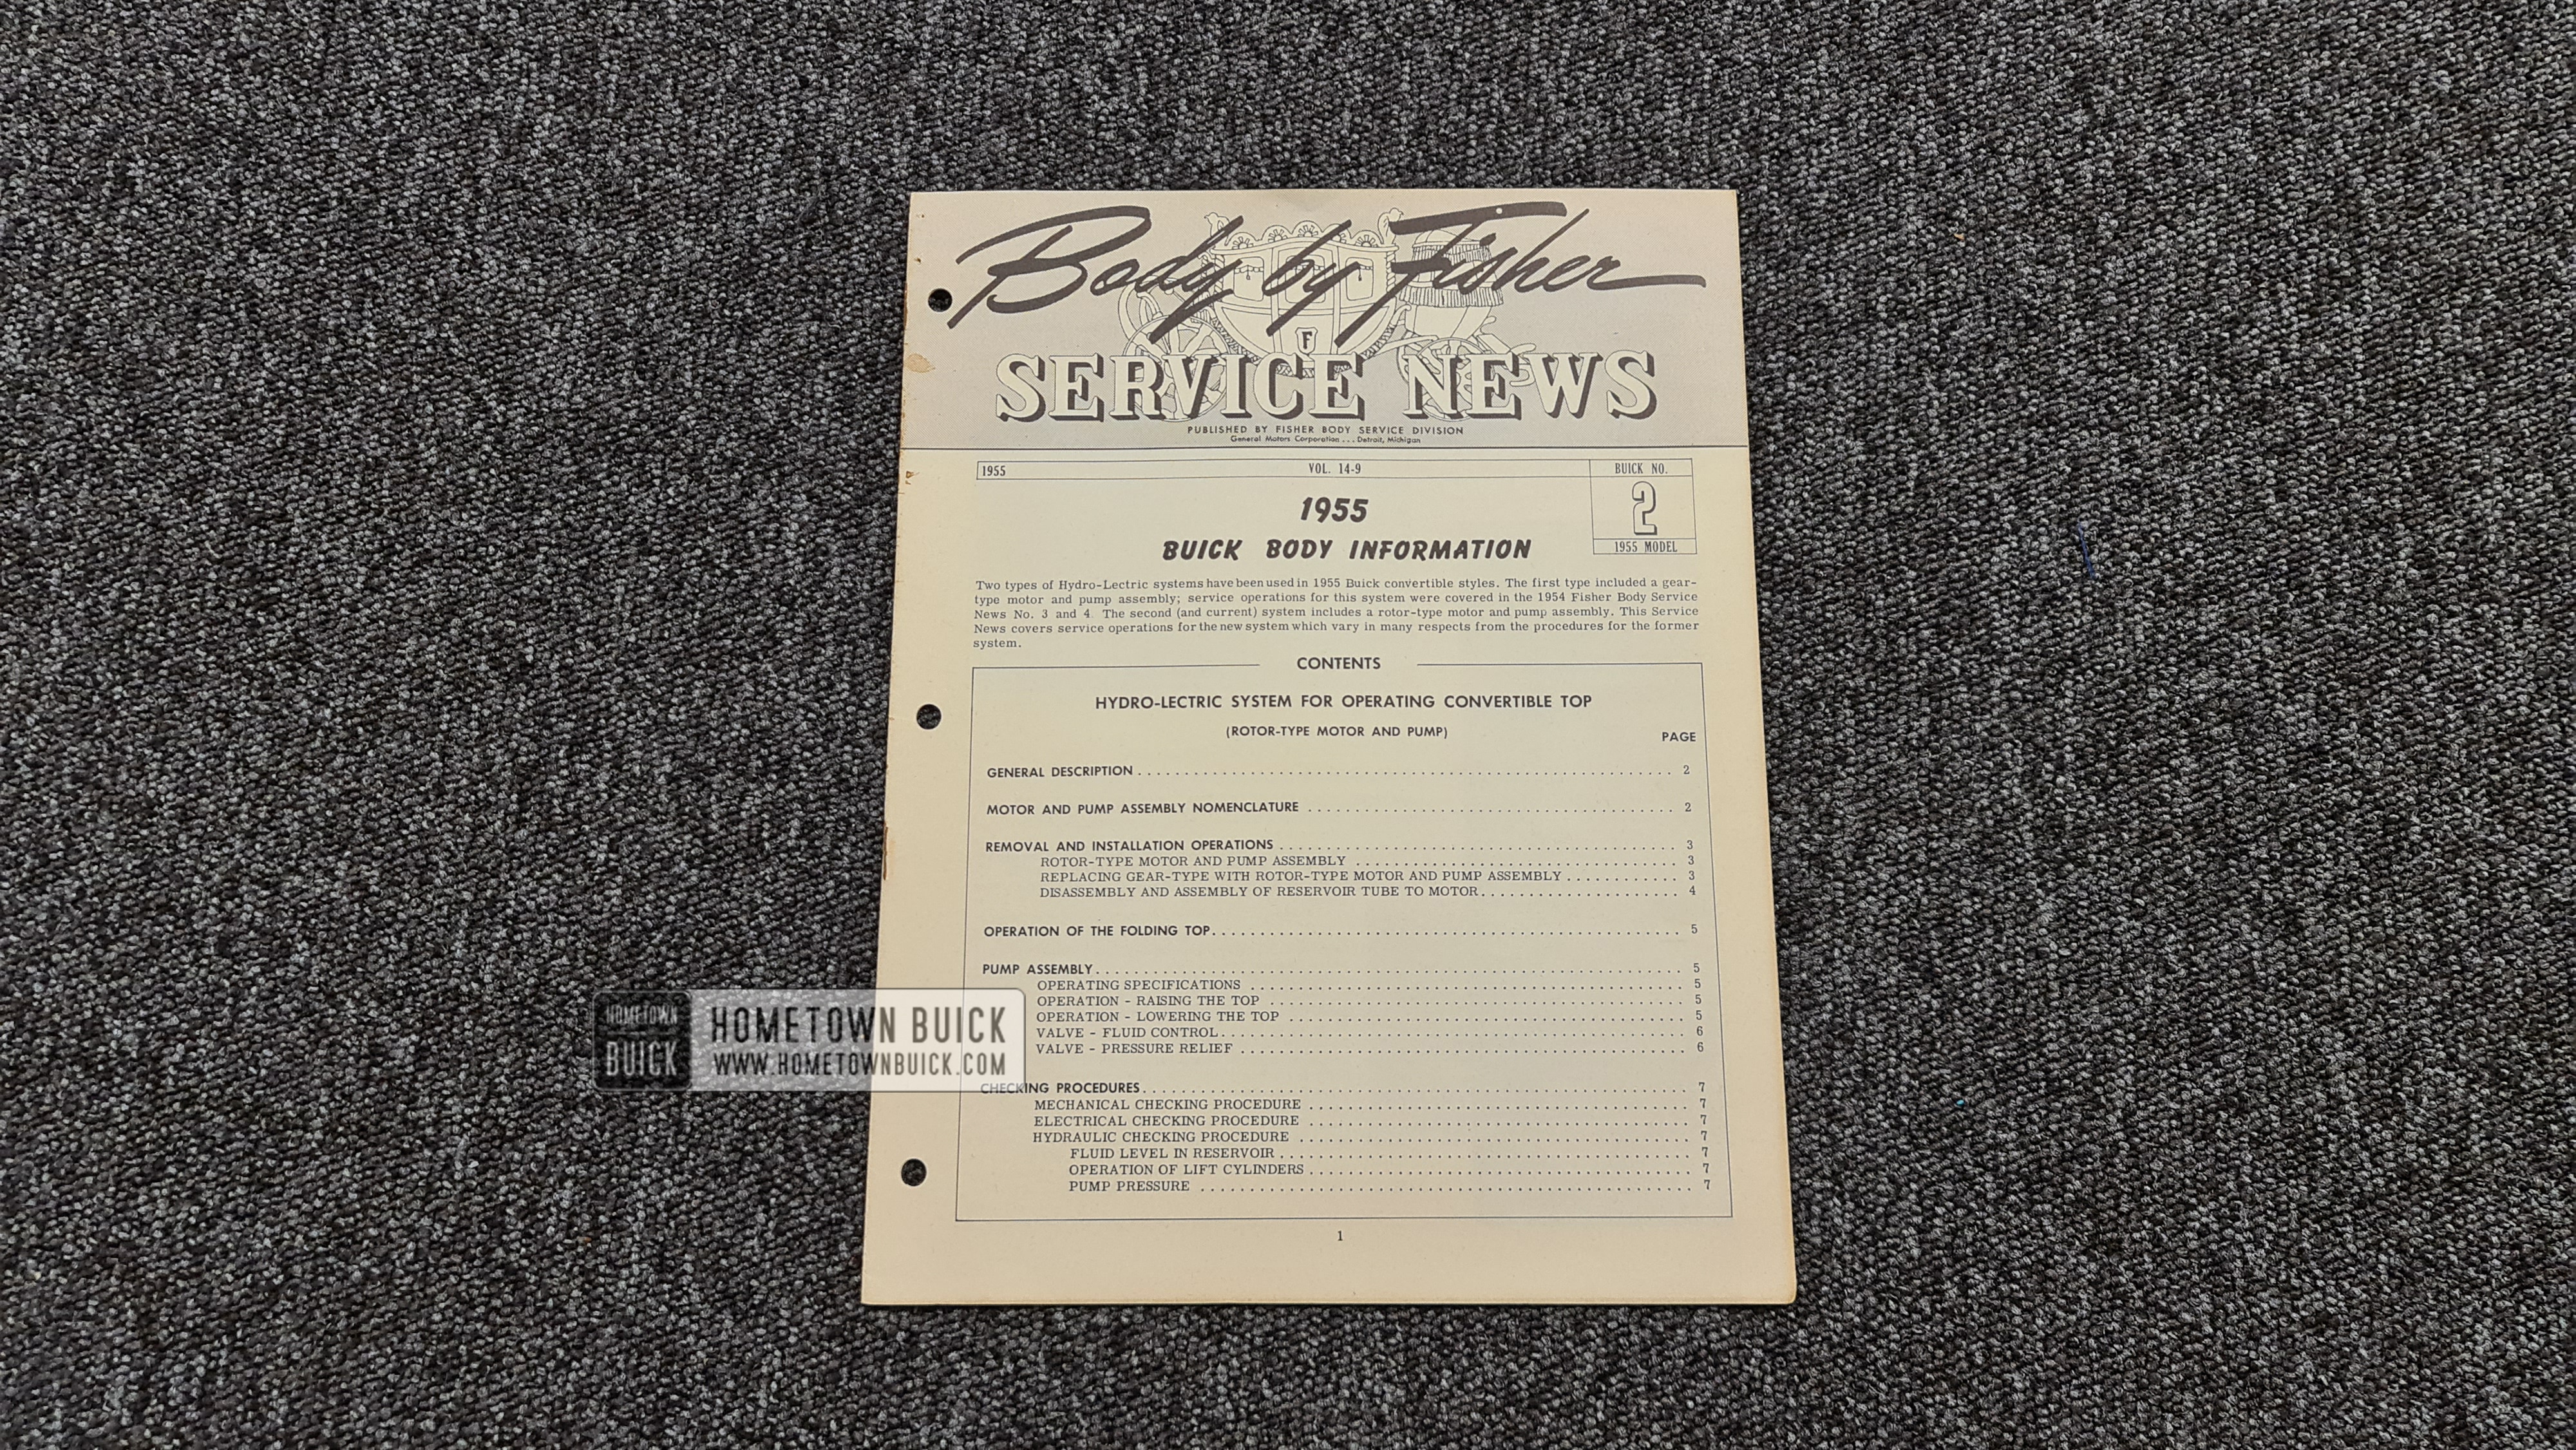 Body by Fisher
F
SERVICE NEWS
PUBLISHED BY FISHER BODY SERVICE DIVISION
General Motors Corporation . . . Detroit, Michigan
1955 VOL. 14-9 BUICK NO.
2
1955 MODEL
1955
BUICK BODY INFORMATION
Two types of Hydro-Lectric systems have been used in 1955 Buick convertible styles. The first type included a gear-
type motor and pump assembly; service operations for this system were covered in the 1954 Fisher Body Service
News No. 3 and 4. The second (and current) system includes a rotor-type motor and pump assembly. This Service
News covers service operations for the new system which vary in many respects from the procedures for the former
system.
CONTENTS
HYDRO-LECTRIC SYSTEM FOR OPERATING CONVERTIBLE TOP
(ROTOR-TYPE MOTOR AND PUMP)
PAGE
GENERAL DESCRIPTION . . . 2
MOTOR AND PUMP ASSEMBLY NOMENCLATURE . . . 2
REMOVAL AND INSTALLATION OPERATIONS . . . 3
ROTOR-TYPE MOTOR AND PUMP ASSEMBLY . . . 3
REPLACING GEAR-TYPE WITH ROTOR-TYPE MOTOR AND PUMP ASSEMBLY . . . 3
DISASSEMBLY AND ASSEMBLY OF RESERVOIR TUBE TO MOTOR . . . 4
OPERATION OF THE FOLDING TOP . . . 5
PUMP ASSEMBLY . . . 5
OPERATING SPECIFICATIONS . . . 5
OPERATION - RAISING THE TOP . . . 5
OPERATION - LOWERING THE TOP . . . 5
VALVE - FLUID CONTROL . . . 6
VALVE - PRESSURE RELIEF . . . 6
CHECKING PROCEDURES . . . 7
MECHANICAL CHECKING PROCEDURE . . . 7
ELECTRICAL CHECKING PROCEDURE . . . 7
HYDRAULIC CHECKING PROCEDURE . . . 7
FLUID LEVEL IN RESERVOIR . . . 7
OPERATION OF LIFT CYLINDERS . . . 7
PUMP PRESSURE . . . 7
1
HOMETOWN
BUICK
HOMETOWN BUICK
WWW.HOMETOWNBUICK.COM